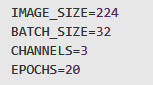 IMAGE_SIZE=224
BATCH_SIZE=32
CHANNELS=3
EPOCHS=20